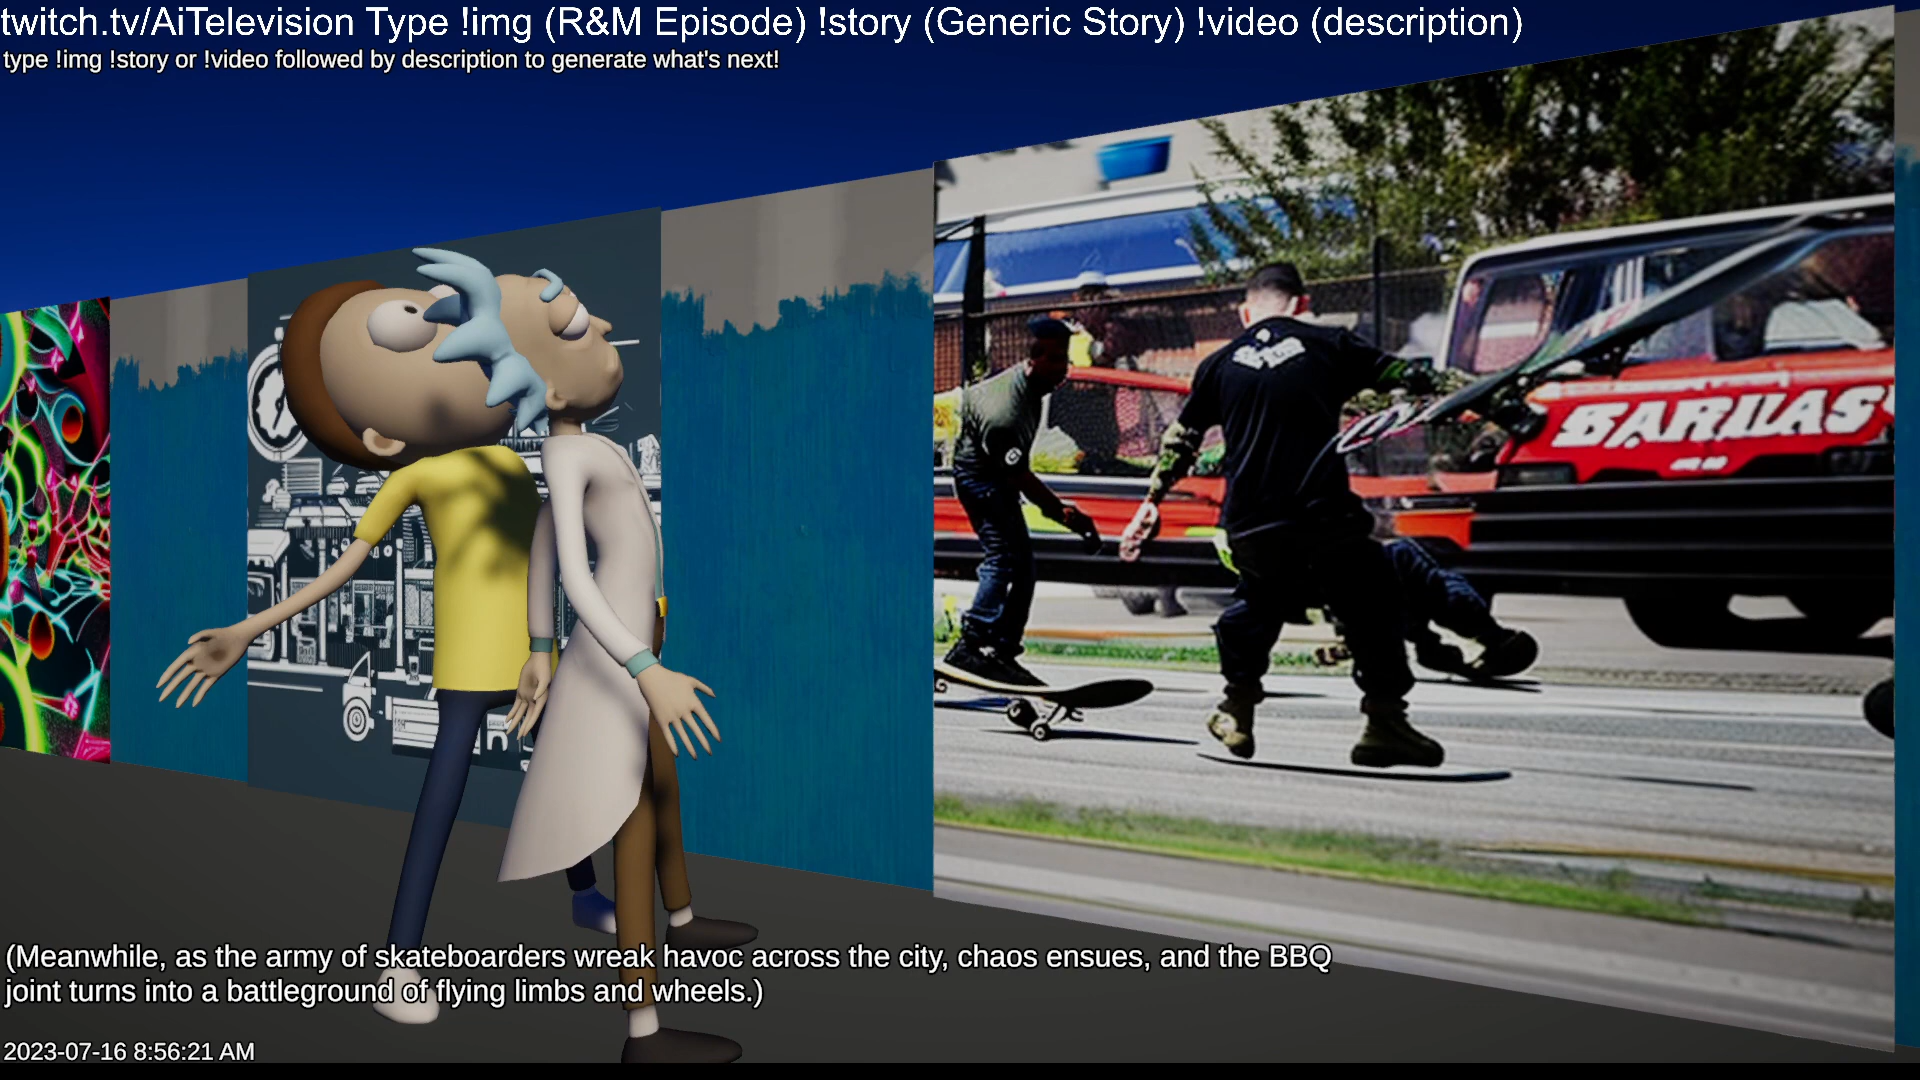 twitch.tv/AiTelevision Type !img (R&M Episode) !story (Generic Story) !video (description)
type !img !story or !video followed by description to generate what's next!
BARUAS
(Meanwhile, as the army of skateboarders wreak havoc across the city, chaos ensues, and the BBQ
joint turns into a battleground of flying limbs and wheels.)
2023-07-16 8:56:21 AM